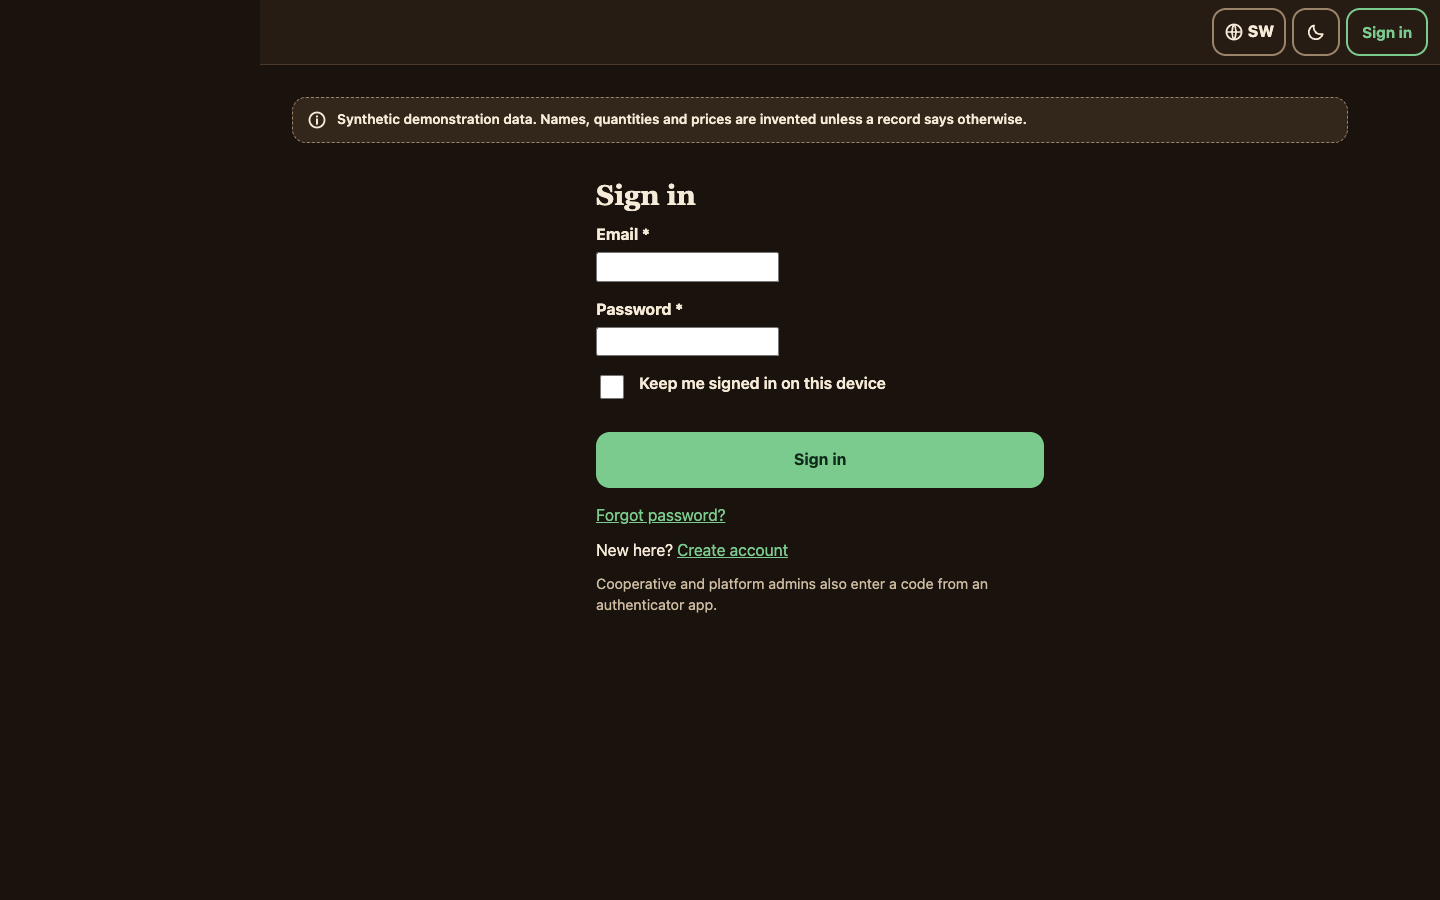 SW
Sign in
Synthetic demonstration data. Names, quantities and prices are invented unless a record says otherwise.
Sign in
Email *
Password *
Keep me signed in on this device
Sign in
Forgot password?
New here? Create account
Cooperative and platform admins also enter a code from an
authenticator app.